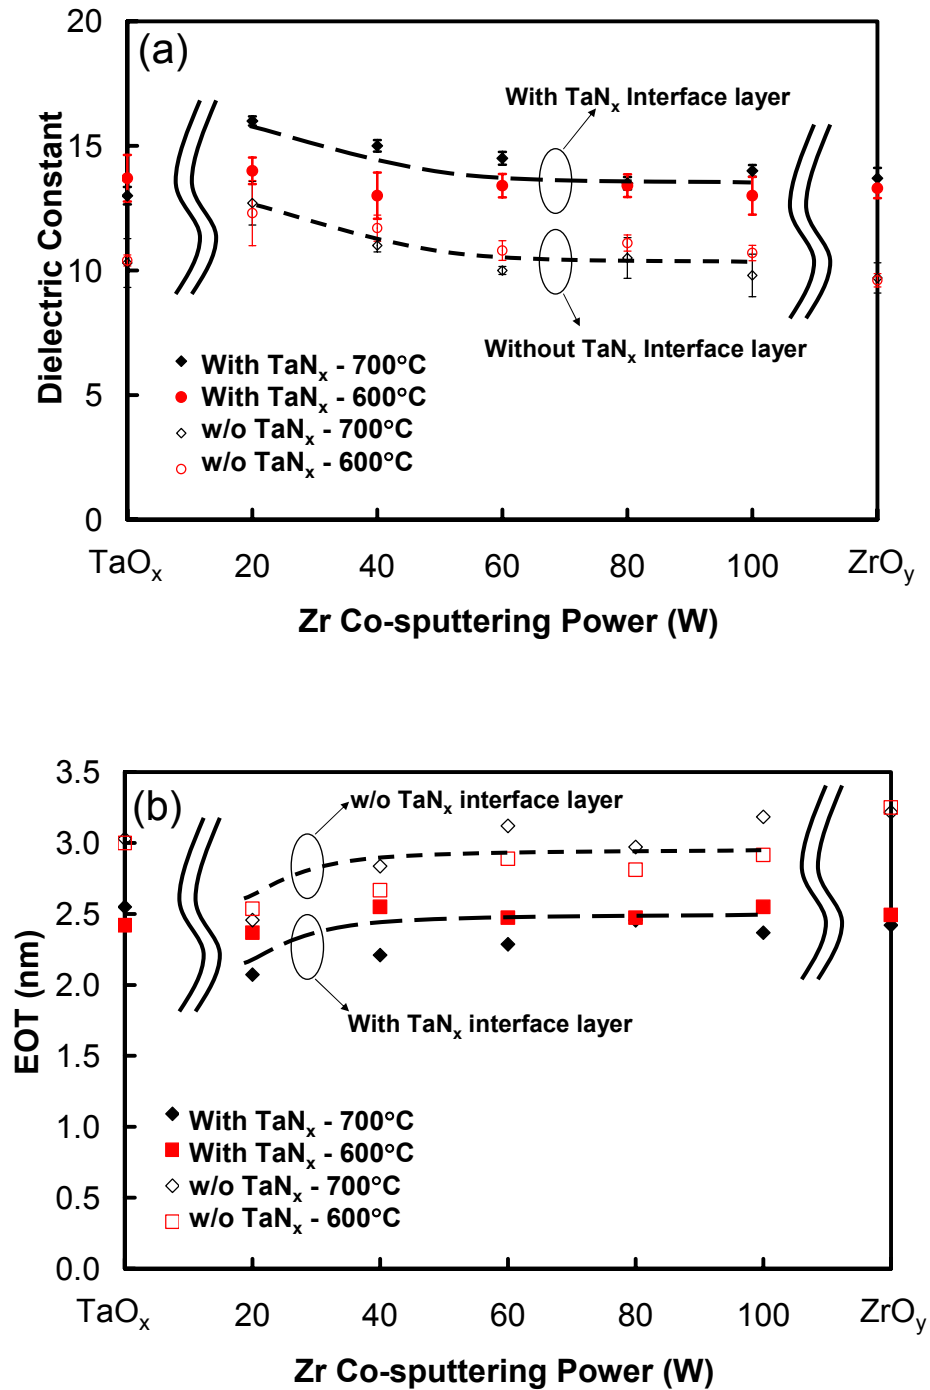 20
(a)
With TaNₓ Interface layer
15
Dielectric Constant
10
Without TaNₓ Interface layer
With TaNₓ - 700°C
With TaNₓ - 600°C
w/o TaNₓ - 700°C
w/o TaNₓ - 600°C
5
0
TaOₓ 20 40 60 80 100 ZrOᵧ
Zr Co-sputtering Power (W)
3.5
(b)
w/o TaNₓ interface layer
3.0
2.5
2.0
EOT (nm)
With TaNₓ interface layer
1.5
With TaNₓ - 700°C
With TaNₓ - 600°C
w/o TaNₓ - 700°C
w/o TaNₓ - 600°C
1.0
0.5
0.0
TaOₓ 20 40 60 80 100 ZrOᵧ
Zr Co-sputtering Power (W)